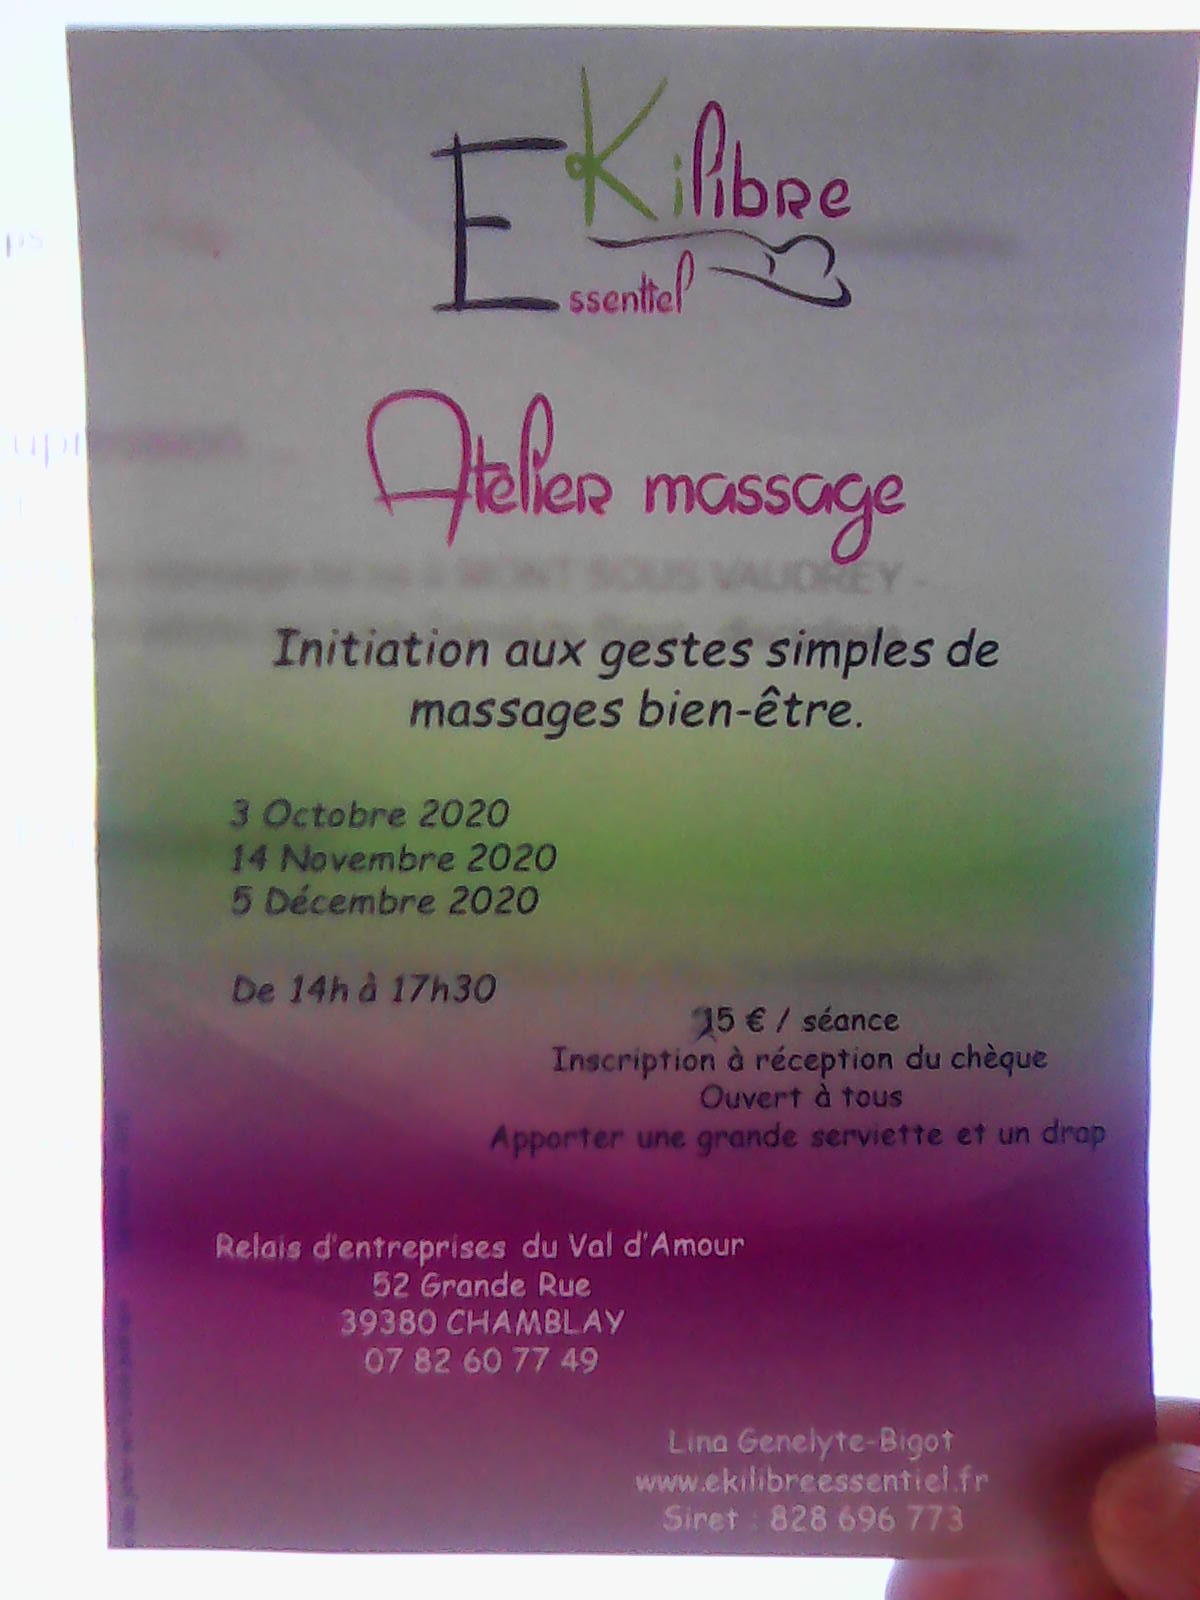 EKilibre
Essentiel
Atelier massage
MONT SOUS VAUDREY -
Initiation aux gestes simples de
massages bien-être.
3 Octobre 2020
14 Novembre 2020
5 Décembre 2020
De 14h à 17h30
€ / séance
Inscription à réception du chèque
Ouvert à tous
Apporter une grande serviette et un drap
Relais d'entreprises du Val d'Amour
52 Grande Rue
39380 CHAMBLAY
07 82 60 77 49
Lina Genelyte-Bigot
www.ekilibreessentiel.fr
Siret : 828 696 773